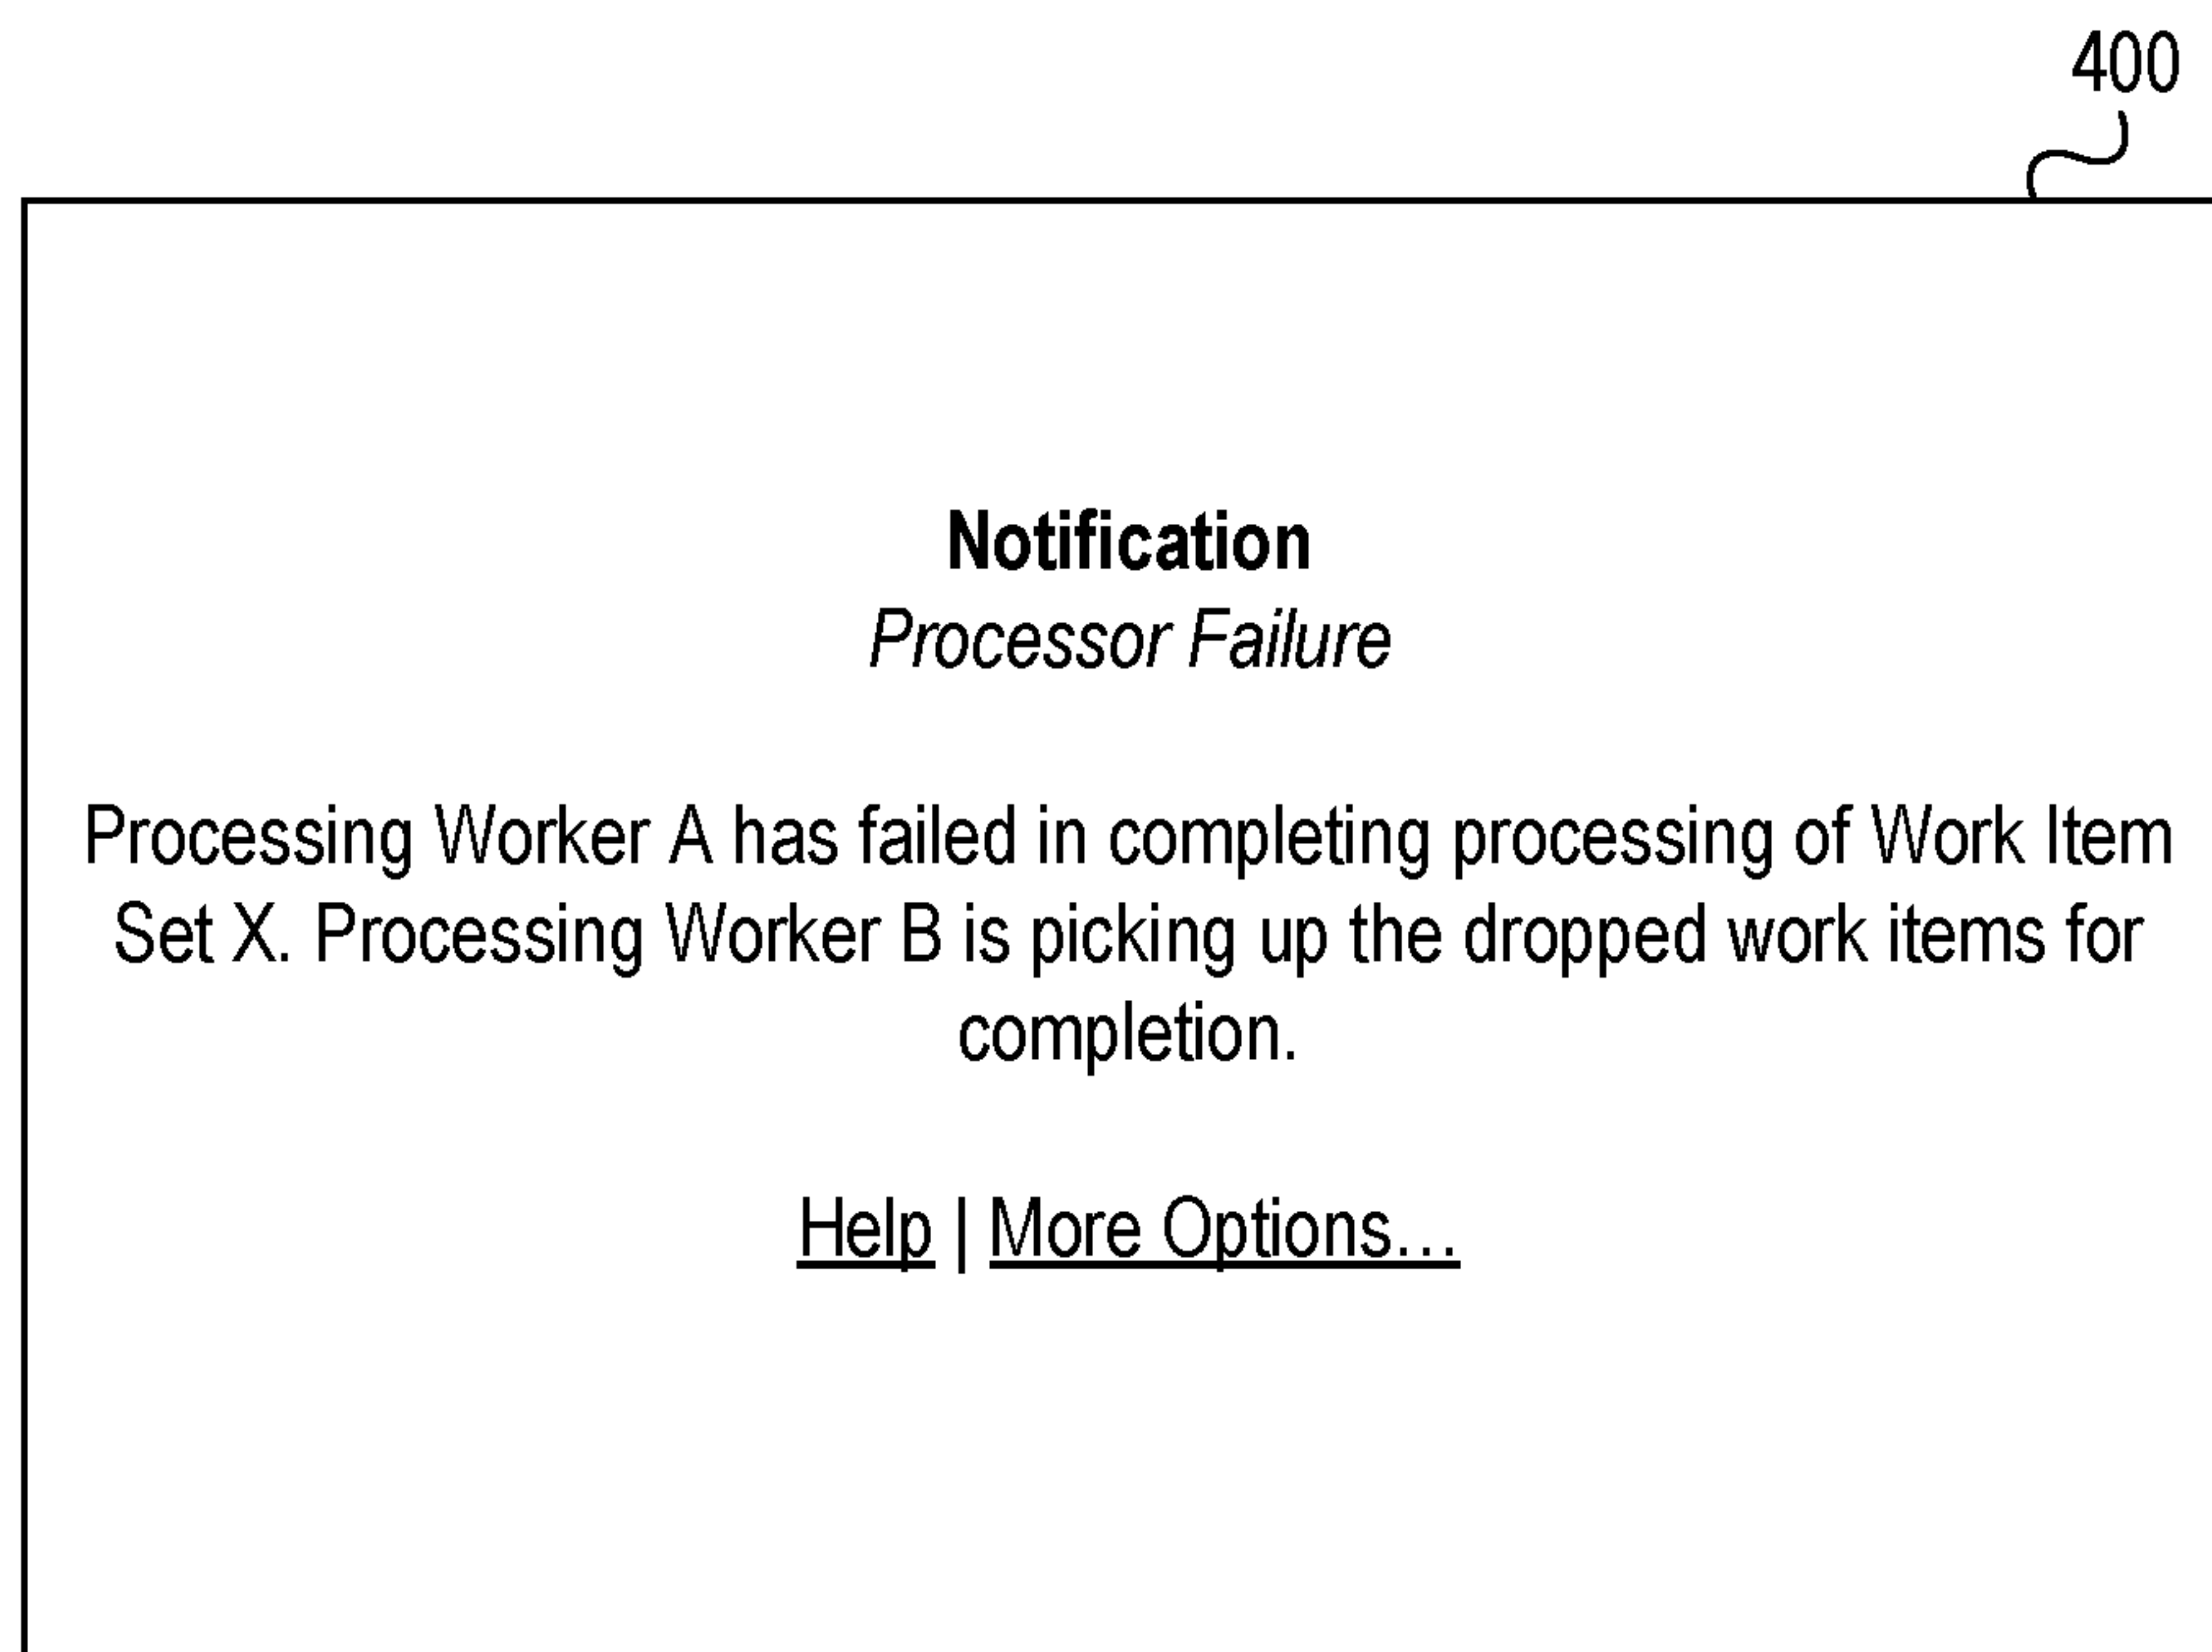 400
Notification
Processor Failure
Processing Worker A has failed in completing processing of Work Item
Set X. Processing Worker B is picking up the dropped work items for
completion.
Help | More Options...